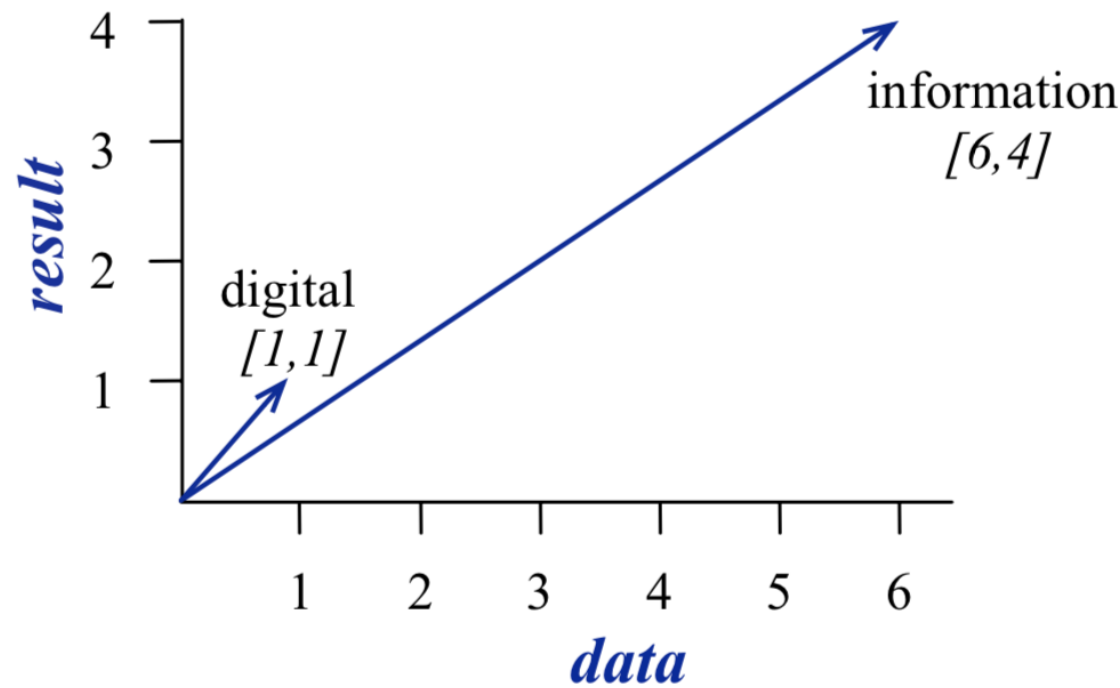 4
information
[6,4]
3
result
2
digital
[1,1]
1
1 2 3 4 5 6
data